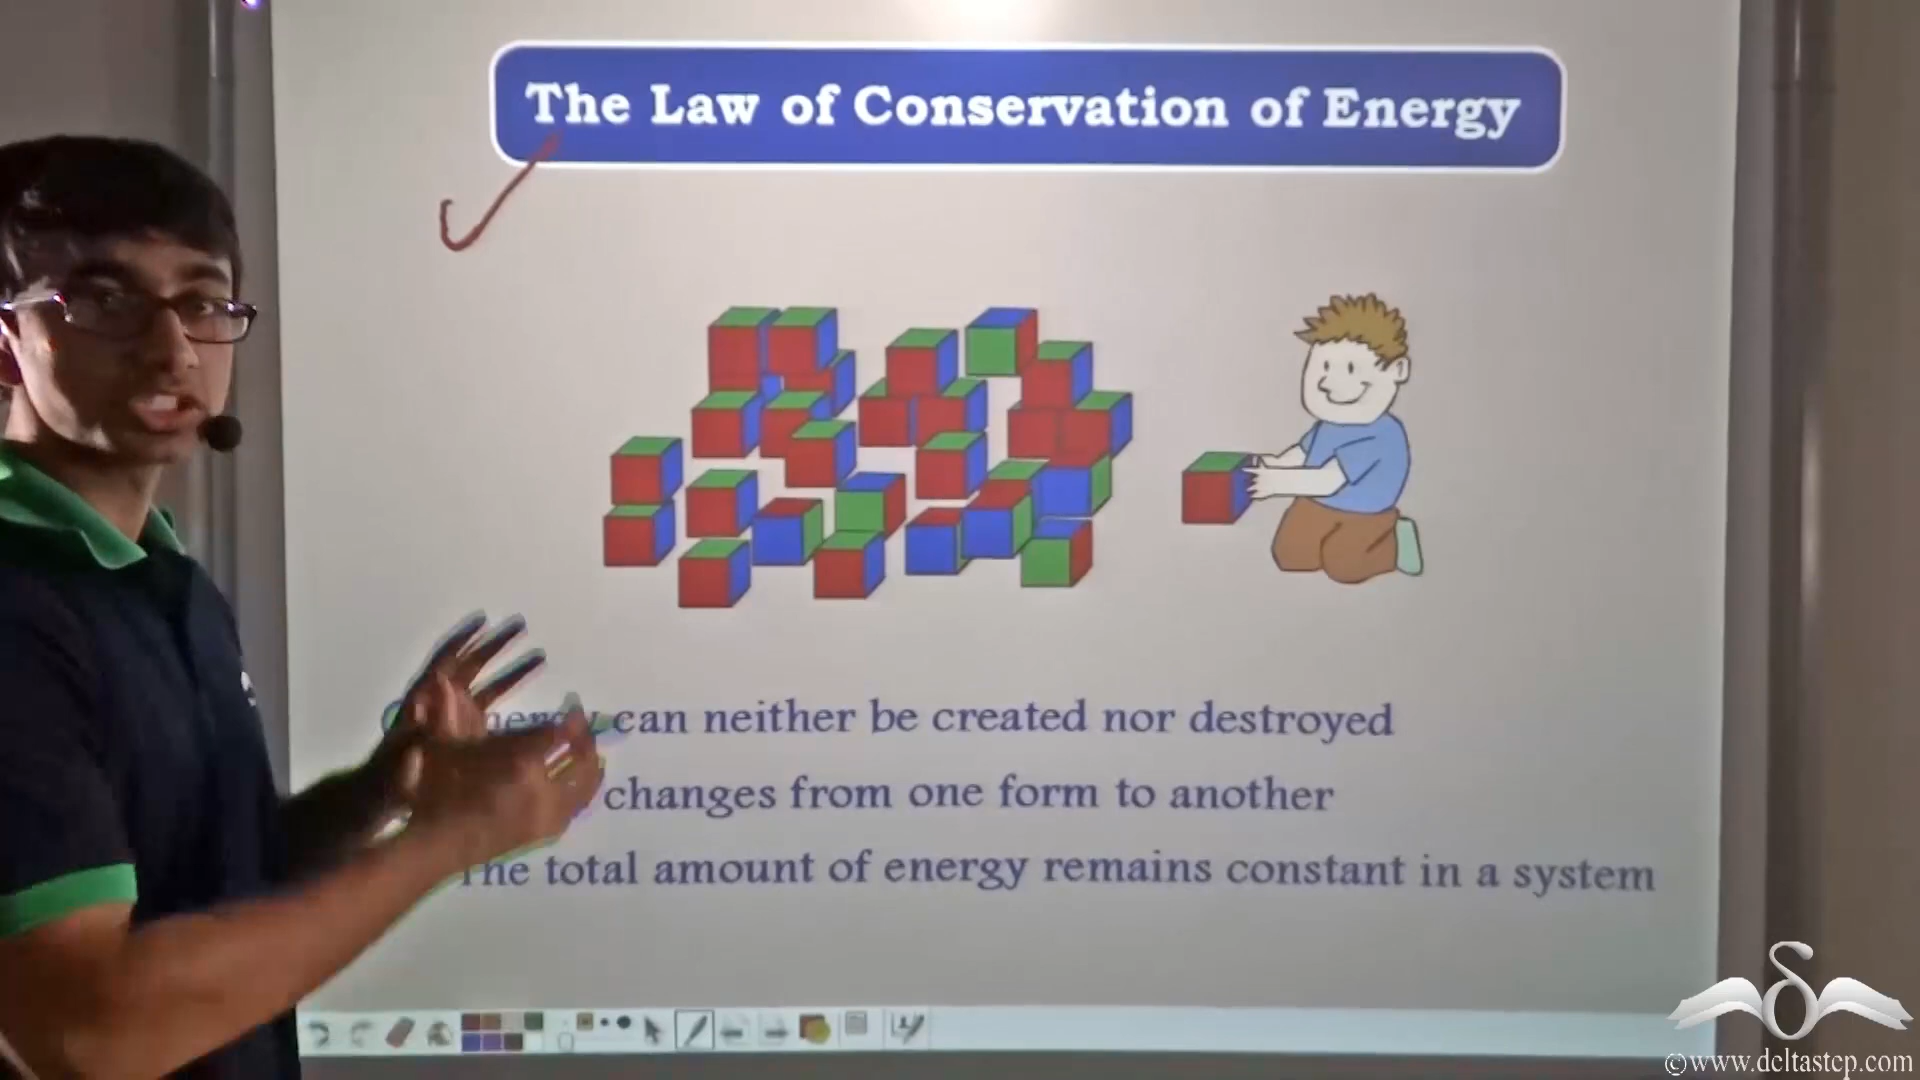 The Law of Conservation of Energy
can neither be created nor destroyed
changes from one form to another
The total amount of energy remains constant in a system
©www.deltastep.com